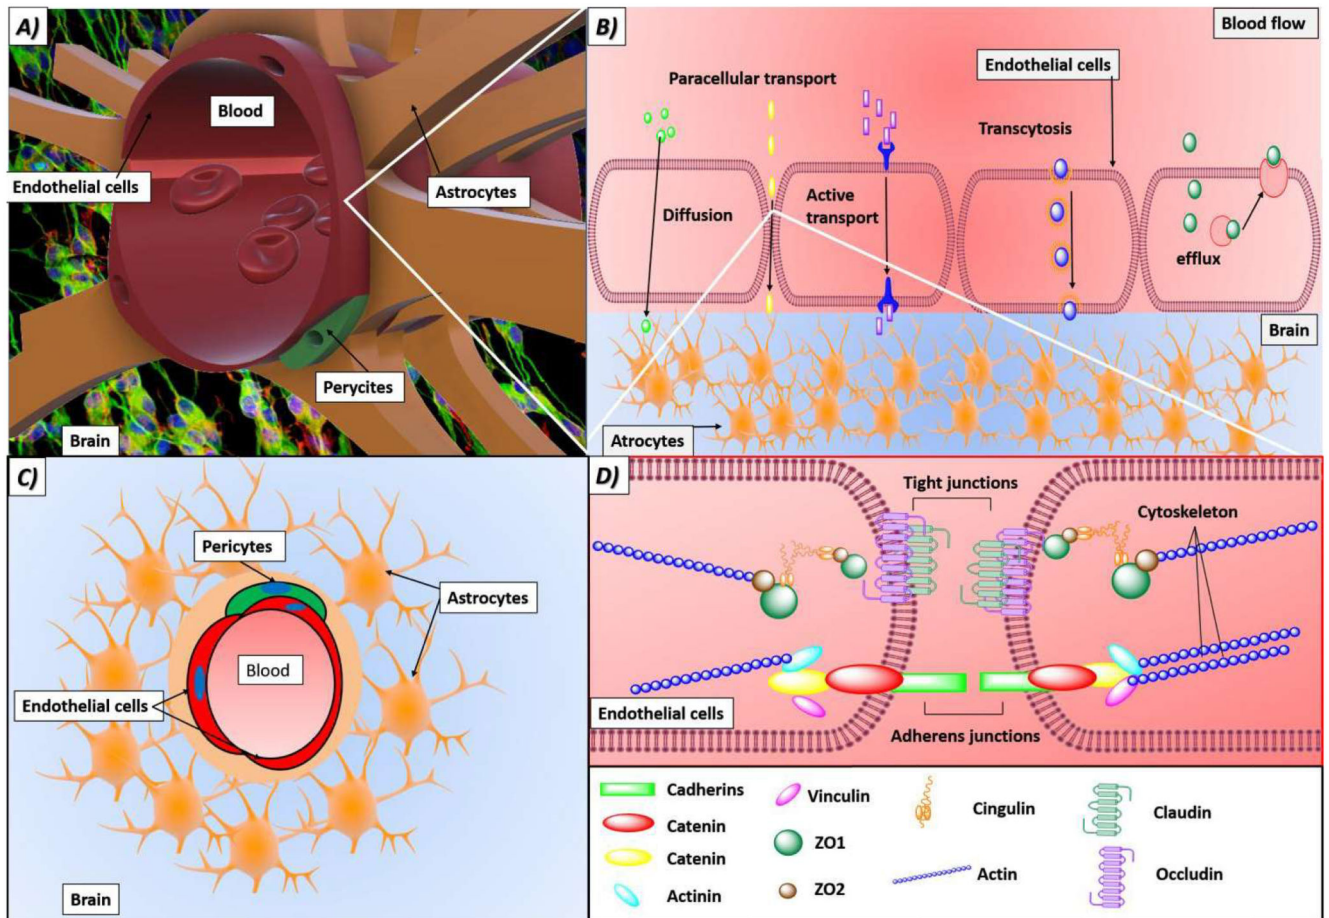 A)
Blood
Endothelial cells
Astrocytes
Perycites
Brain
B)
Blood flow
Endothelial cells
Paracellular transport
Transcytosis
Diffusion
Active
transport
efflux
Brain
Atrocytes
C)
Pericytes
Astrocytes
Blood
Endothelial cells
Brain
D)
Tight junctions
Cytoskeleton
Endothelial cells
Adherens junctions
Cadherins
Catenin
Catenin
Actinin
Vinculin
ZO1
ZO2
Cingulin
Actin
Claudin
Occludin